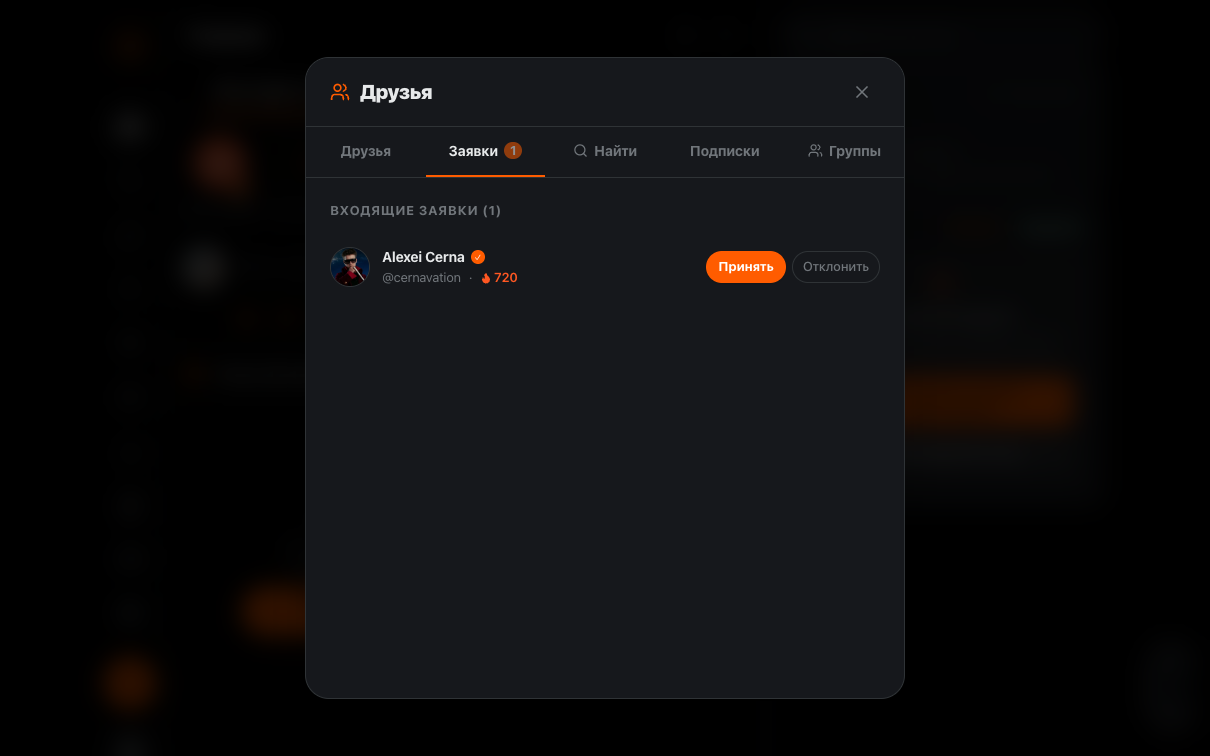 Друзья
Друзья
Заявки 1
Найти
Подписки
Группы
ВХОДЯЩИЕ ЗАЯВКИ (1)
Alexei Cerna
@cernavation · 720
Принять
Отклонить